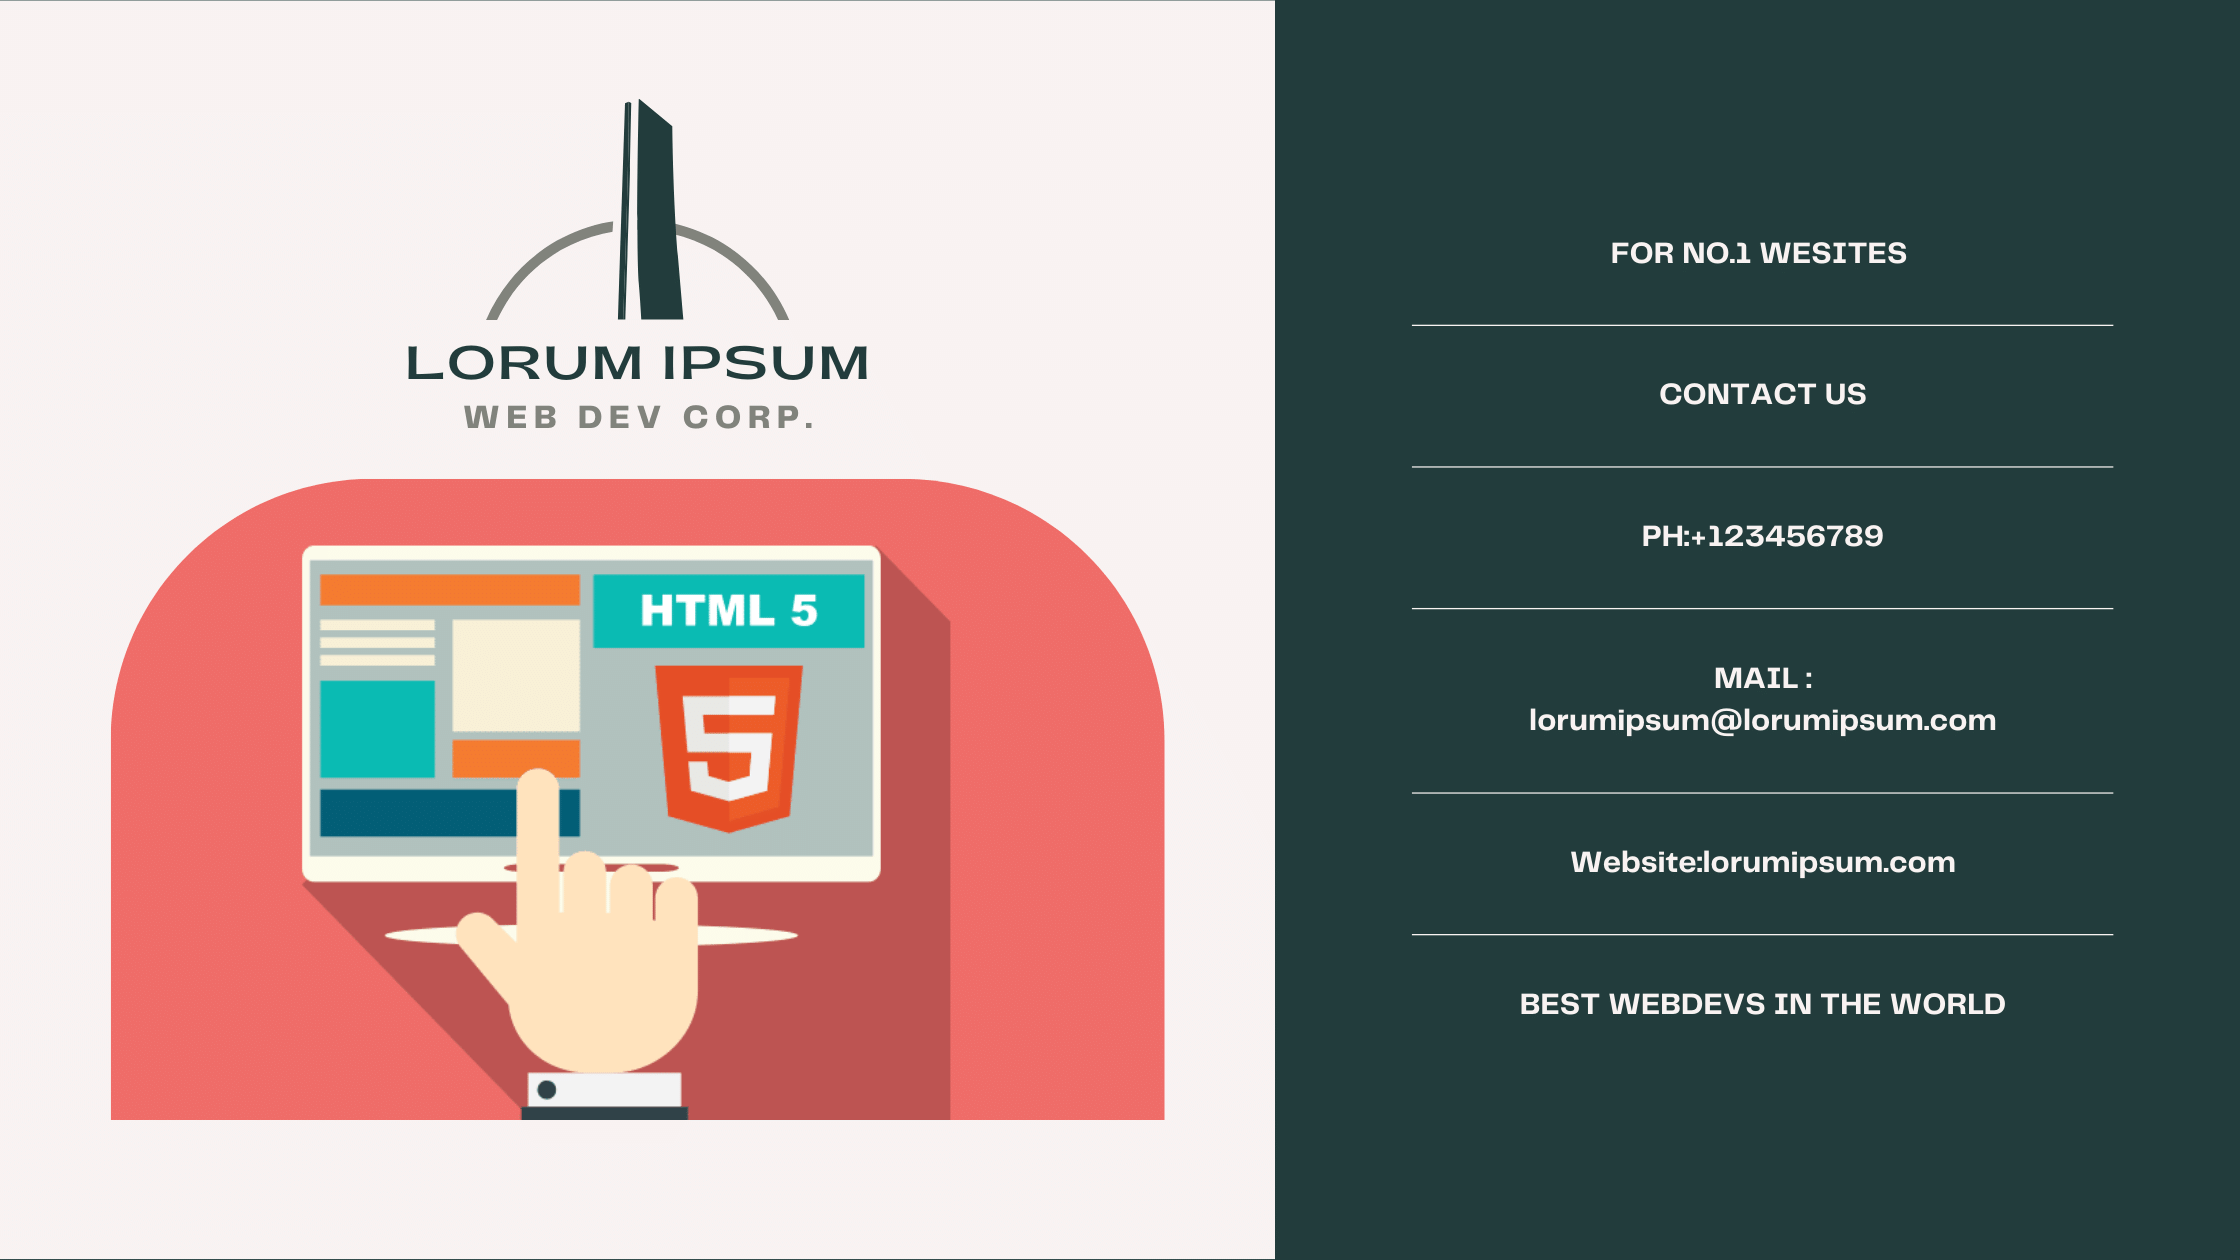 LORUM IPSUM
WEB DEV CORP.
HTML 5
FOR NO.1 WESITES
CONTACT US
PH:+123456789
MAIL :
lorumipsum@lorumipsum.com
Website:lorumipsum.com
BEST WEBDEVS IN THE WORLD